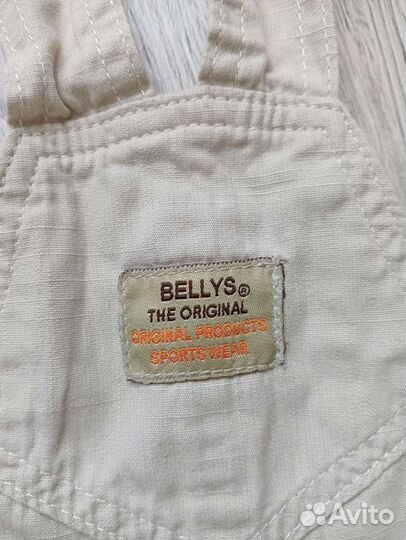 BELLYS®
THE ORIGINAL
ORIGINAL PRODUCTS
SPORTS WEAR
Avito